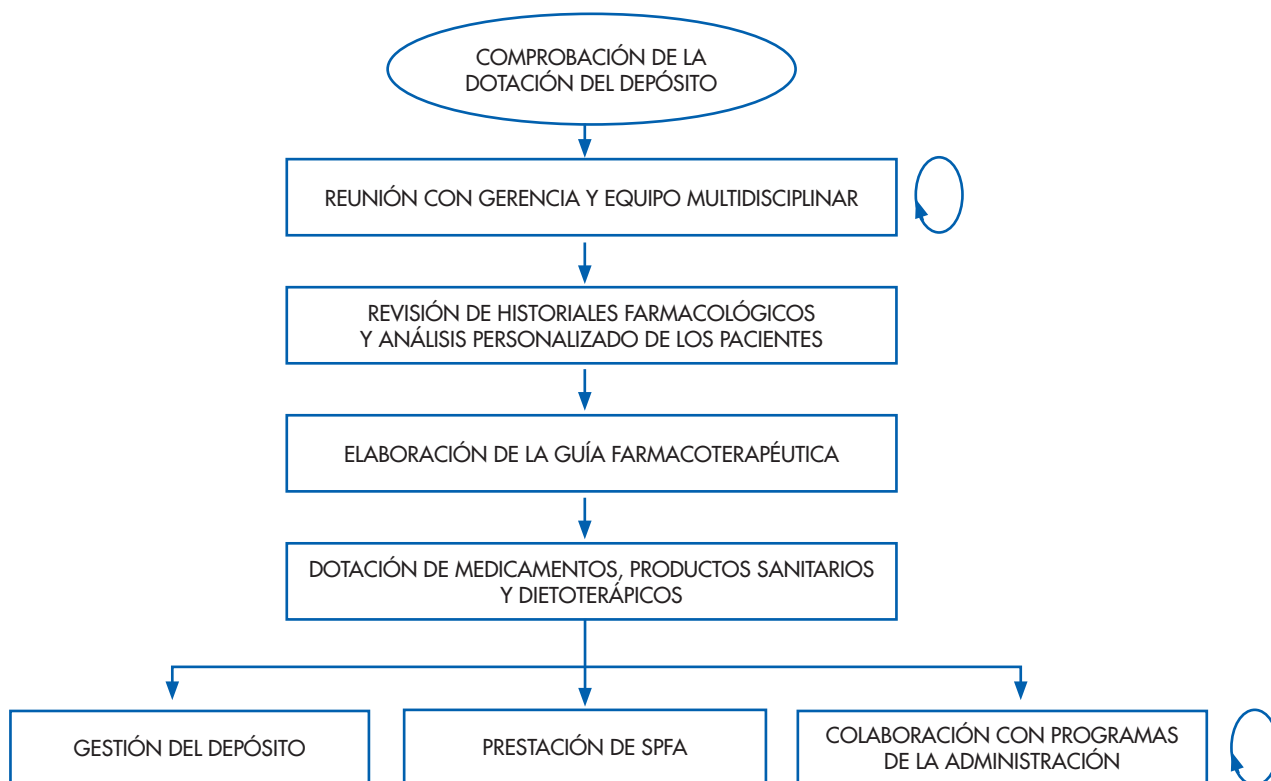 COMPROBACIÓN DE LA
DOTACIÓN DEL DEPÓSITO
REUNIÓN CON GERENCIA Y EQUIPO MULTIDISCIPLINAR
REVISIÓN DE HISTORIALES FARMACOLÓGICOS
Y ANÁLISIS PERSONALIZADO DE LOS PACIENTES
ELABORACIÓN DE LA GUÍA FARMACOTERAPÉUTICA
DOTACIÓN DE MEDICAMENTOS, PRODUCTOS SANITARIOS
Y DIETOTERÁPICOS
GESTIÓN DEL DEPÓSITO
PRESTACIÓN DE SPFA
COLABORACIÓN CON PROGRAMAS
DE LA ADMINISTRACIÓN